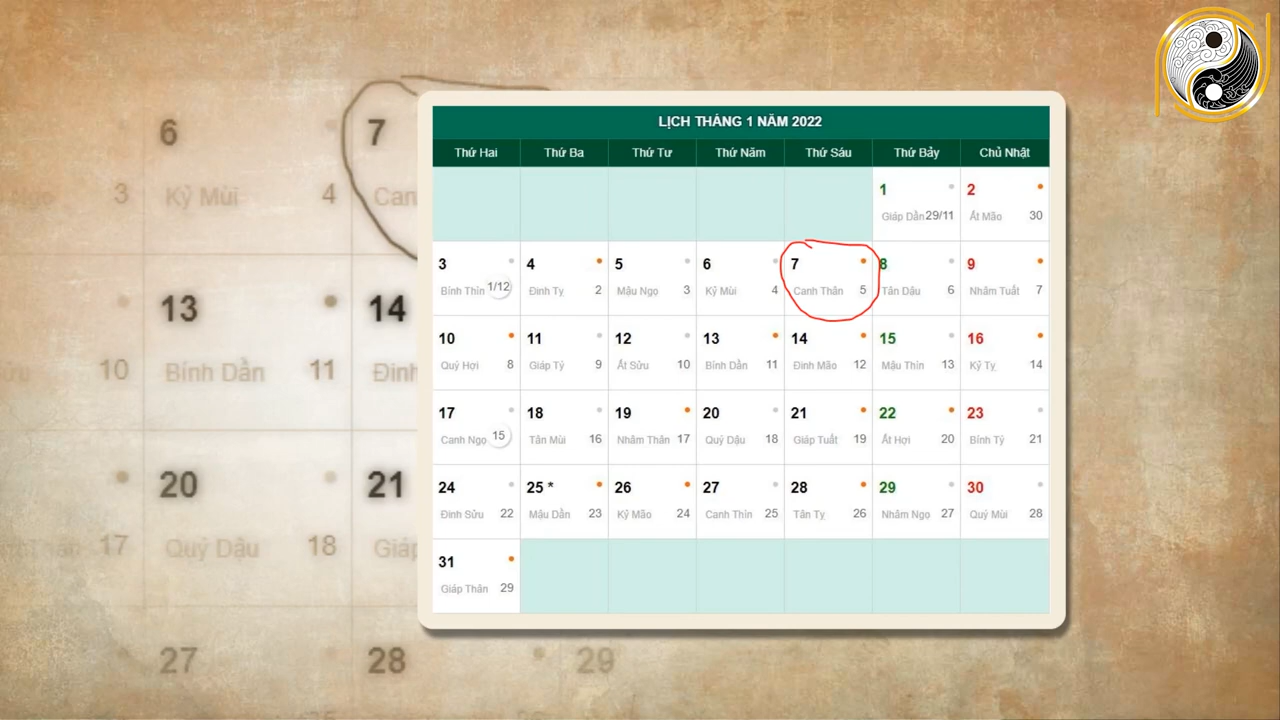 LỊCH THÁNG 1 NĂM 2022
Thứ Hai Thứ Ba Thứ Tư Thứ Năm Thứ Sáu Thứ Bảy Chủ Nhật
1 2
Giáp Dần 29/11 Ất Mão 30
3 4 5 6 7 8 9
Bính Thìn 1/12 Đinh Tỵ 2 Mậu Ngọ 3 Kỷ Mùi 4 Canh Thân 5 Tân Dậu 6 Nhâm Tuất 7
10 11 12 13 14 15 16
Quý Hợi 8 Giáp Tý 9 Ất Sửu 10 Bính Dần 11 Đinh Mão 12 Mậu Thìn 13 Kỷ Tỵ 14
17 18 19 20 21 22 23
Canh Ngọ 15 Tân Mùi 16 Nhâm Thân 17 Quý Dậu 18 Giáp Tuất 19 Ất Hợi 20 Bính Tý 21
24 25 * 26 27 28 29 30
Đinh Sửu 22 Mậu Dần 23 Kỷ Mão 24 Canh Thìn 25 Tân Tỵ 26 Nhâm Ngọ 27 Quý Mùi 28
31
Giáp Thân 29
6 7
3 Kỷ Mùi 4 Can
13 14
10 Bính Dần 11 Đinh
20 21
17 Quý Dậu 18 Giáp
27 28 29